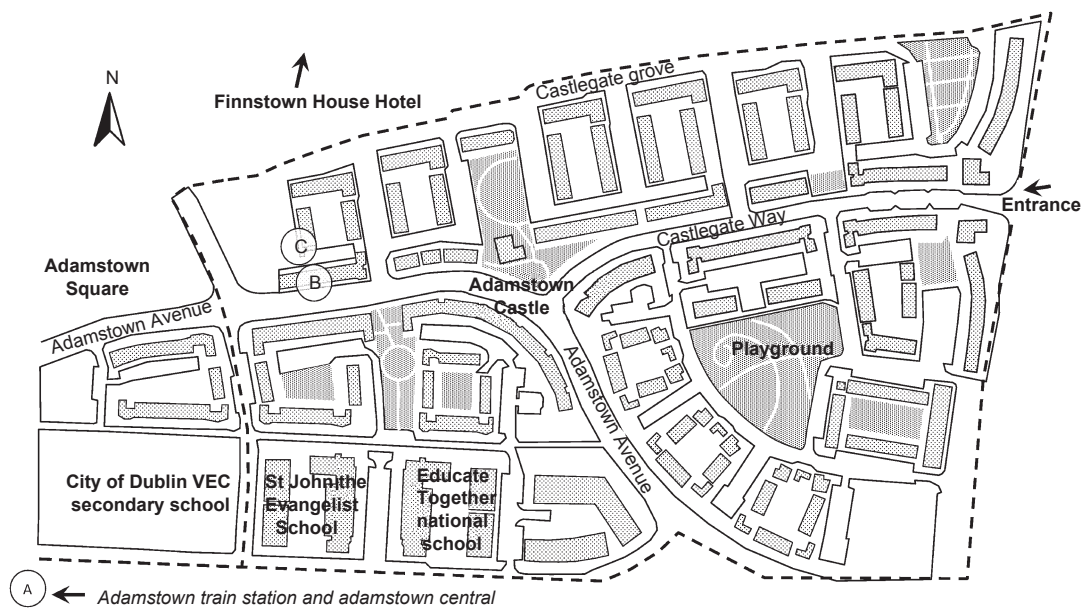 N
Finnstown House Hotel
Castlegate grove
Entrance
Castlegate Way
C
B
Adamstown
Square
Adamstown
Castle
Adamstown Avenue
Playground
Adamstown Avenue
City of Dublin VEC
secondary school
St John the
Evangelist
School
Educate
Together
national
school
A
Adamstown train station and adamstown central